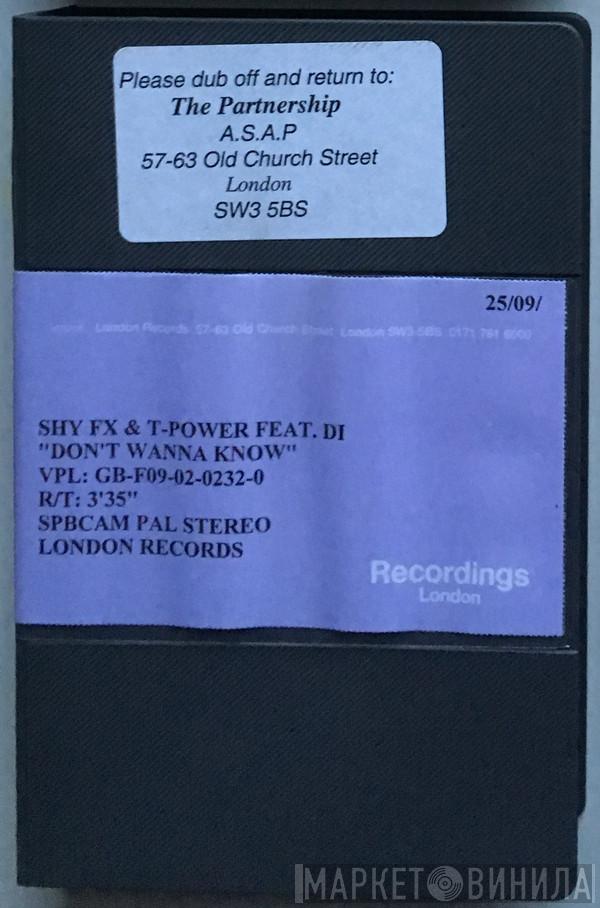 Please dub off and return to:
The Partnership
A.S.A.P
57-63 Old Church Street
London
SW3 5BS
25/09/
London Records 57-63 Old Church Street London SW3 5BS 0171
SHY FX & T-POWER FEAT. DI
"DON'T WANNA KNOW"
VPL: GB-F09-02-0232-0
R/T: 3'35"
SPBCAM PAL STEREO
LONDON RECORDS
Recordings
London
МАРКЕТ ВИНИЛА